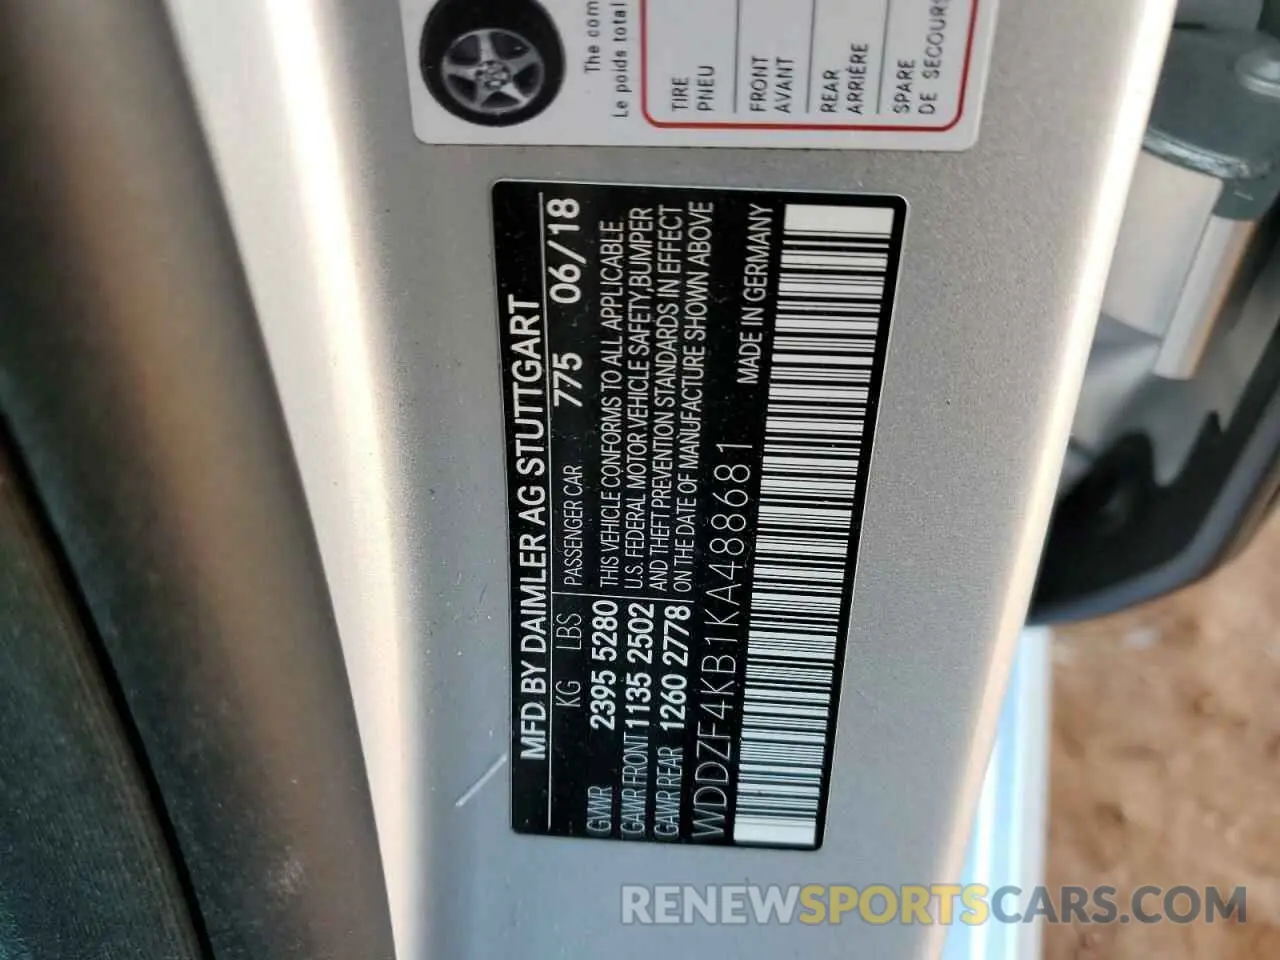 The com
Le poids total
TIRE
PNEU
FRONT
AVANT
REAR
ARRIÈRE
SPARE
DE SECOURS
MFD BY DAIMLER AG STUTTGART
KG LBS PASSENGER CAR 775 06/18
GVWR 2395 5280 THIS VEHICLE CONFORMS TO ALL APPLICABLE
GAWR FRONT 1135 2502 U.S. FEDERAL MOTOR VEHICLE SAFETY,BUMPER
GAWR REAR 1260 2778 AND THEFT PREVENTION STANDARDS IN EFFECT
ON THE DATE OF MANUFACTURE SHOWN ABOVE
WDDZF4KB1KA488681 MADE IN GERMANY
RENEWSPORTSCARS.COM